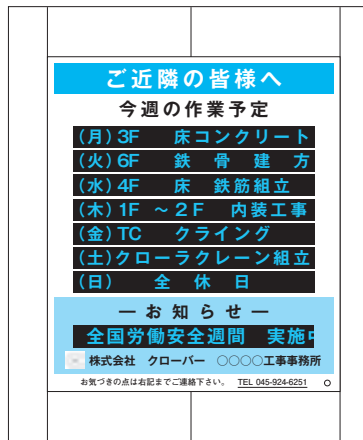 ご近隣の皆様へ
今週の作業予定
(月)3F 床コンクリート
(火)6F 鉄骨建方
(水)4F 床 鉄筋組立
(木)1F ～2F 内装工事
(金)TC クライング
(土)クローラクレーン組立
(日) 全休日
― お知らせ ―
全国労働安全週間 実施中
株式会社 クローバー ○○○○工事事務所
お気づきの点は右記までご連絡下さい。 TEL 045-924-6251